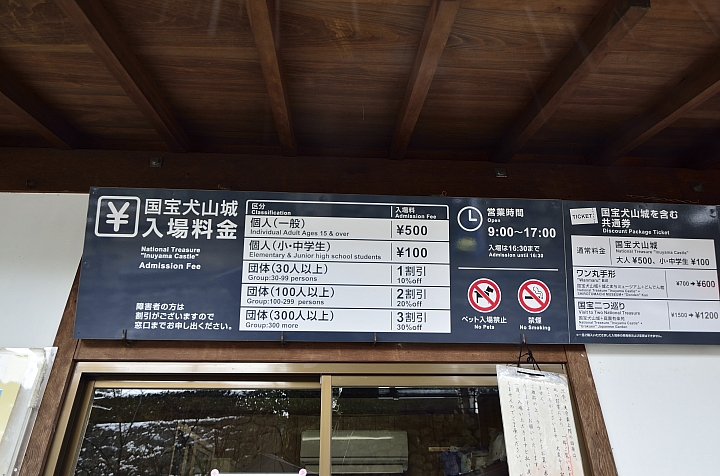 ¥
国宝犬山城
入場料金
National Treasure
"Inuyama Castle"
Admission Fee
障害者の方は
割引がございますので
窓口までお申し出ください。
区分
Classification
入場料
Admission Fee
個人（一般）
Individual Adult Ages 15 & over
¥500
個人（小・中学生）
Elementary & Junior high school students
¥100
団体（30人以上）
Group:30-99 persons
1割引
10%off
団体（100人以上）
Group:100-299 persons
2割引
20%off
団体（300人以上）
Group:300 more
3割引
30%off
営業時間
Open
9:00~17:00
入場は16:30まで
Admission until 16:30
ペット入場禁止
No Pets
禁煙
No Smoking
TICKET
国宝犬山城を含む
共通券
Discount Package Ticket
通常料金
国宝犬山城
National Treasure "Inuyama Castle"
大人 ¥500、小・中学生 ¥100
ワン丸手形
¥700➔¥600
国宝二つ巡り
Visit to Two National Treasure
¥1500➔¥1200